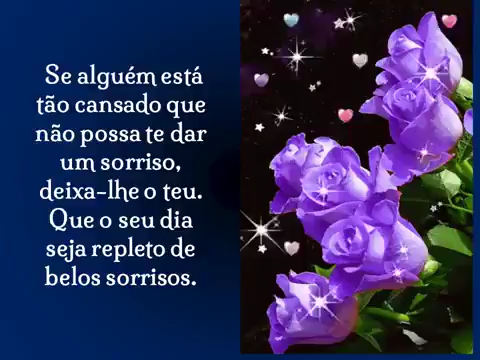 Se alguém está
tão cansado que
não possa te dar
um sorriso,
deixa-lhe o teu.
Que o seu dia
seja repleto de
belos sorrisos.